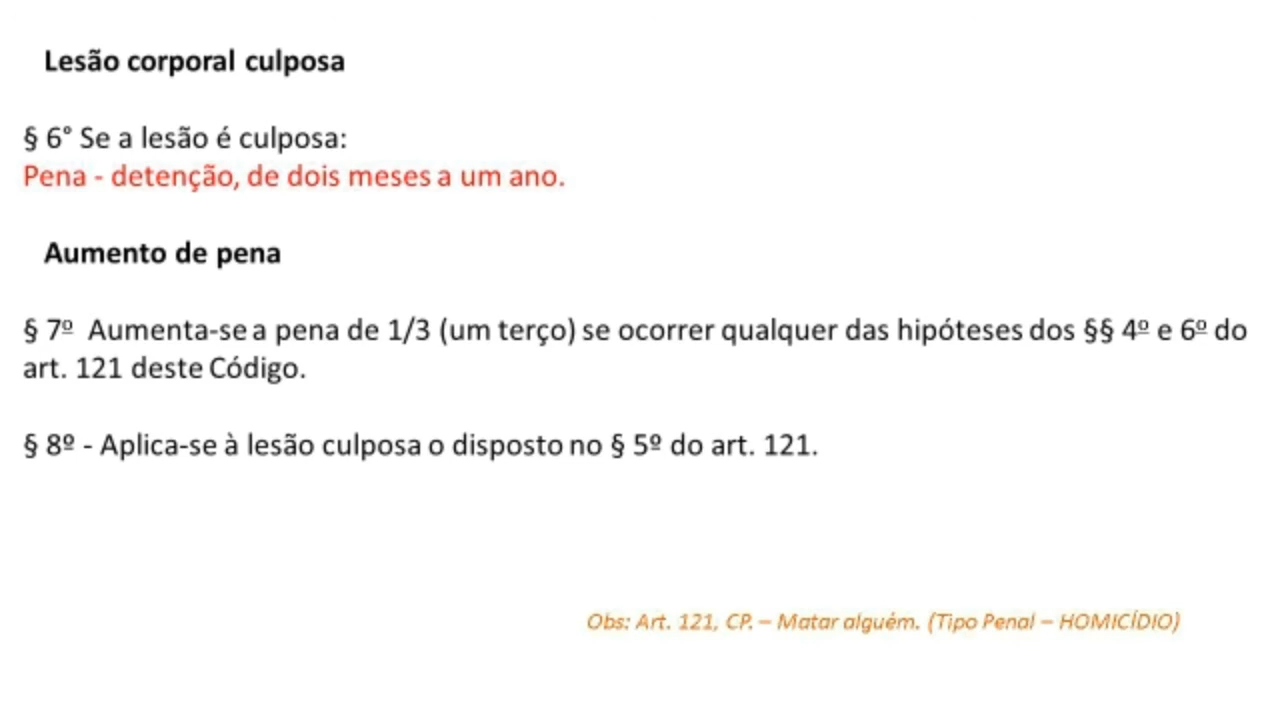 Lesão corporal culposa
§ 6° Se a lesão é culposa:
Pena - detenção, de dois meses a um ano.
Aumento de pena
§ 7º Aumenta-se a pena de 1/3 (um terço) se ocorrer qualquer das hipóteses dos §§ 4º e 6º do
art. 121 deste Código.
§ 8º - Aplica-se à lesão culposa o disposto no § 5º do art. 121.
Obs: Art. 121, CP. – Matar alguém. (Tipo Penal – HOMICÍDIO)